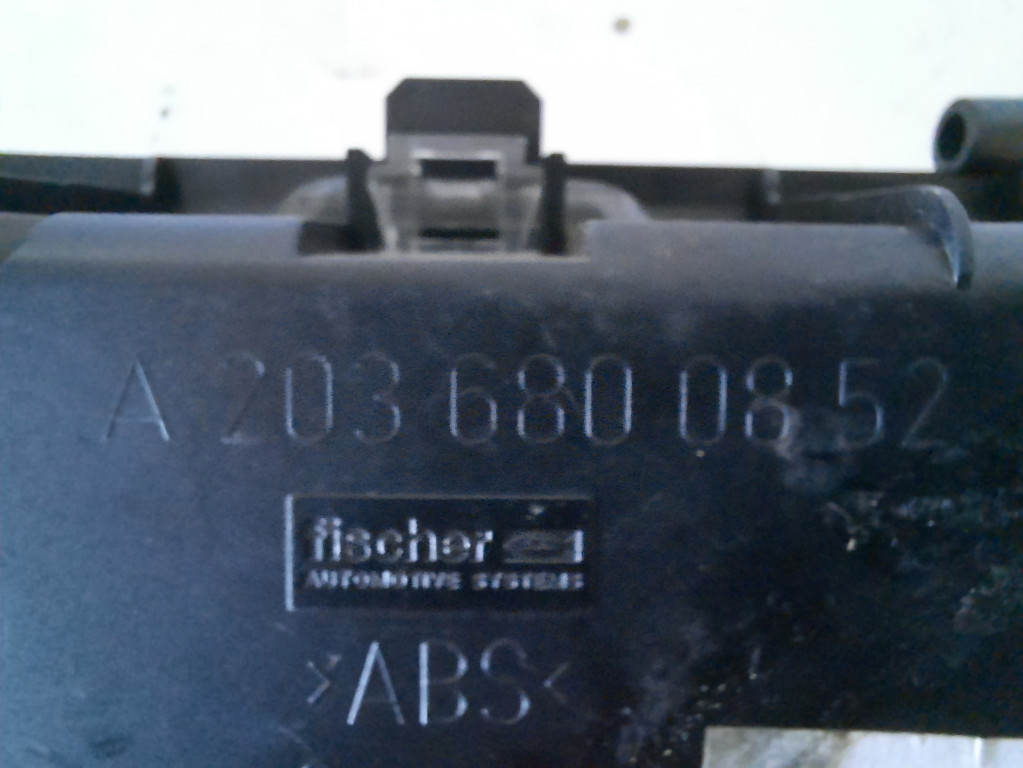 A 203 680 08 52
fischer
AUTOMOTIVE SYSTEMS
>ABS<